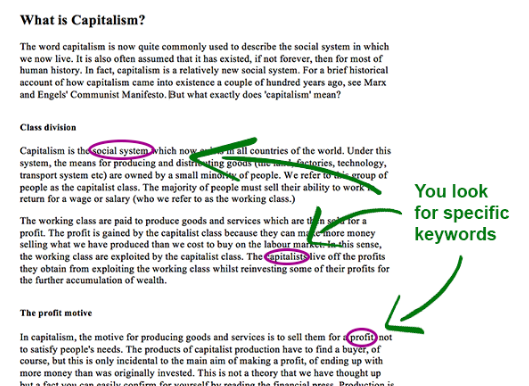 What is Capitalism?
The word capitalism is now quite commonly used to describe the social system in which
we now live. It is also often assumed that it has existed, if not forever, then for most of
human history. In fact, capitalism is a relatively new social system. For a brief historical
account of how capitalism came into existence a couple of hundred years ago, see Marx
and Engels' Communist Manifesto. But what exactly does 'capitalism' mean?
Class division
Capitalism is the social system which now in all countries of the world. Under this
system, the means for producing and distributing goods (the land, factories, technology,
transport system etc) are owned by a small minority of people. We refer to this group of
people as the capitalist class. The majority of people must sell their ability to work in
return for a wage or salary (who we refer to as the working class.)
The working class are paid to produce goods and services which are then sold for a
profit. The profit is gained by the capitalist class because they can make more money
selling what we have produced than we cost to buy on the labour market. In this sense,
the working class are exploited by the capitalist class. The capitalists live off the profits
they obtain from exploiting the working class whilst reinvesting some of their profits for
the further accumulation of wealth.
The profit motive
In capitalism, the motive for producing goods and services is to sell them for a profit, not
to satisfy people's needs. The products of capitalist production have to find a buyer, of
course, but this is only incidental to the main aim of making a profit, of ending up with
more money than was originally invested. This is not a theory that we have thought up
but a fact you can easily confirm for yourself by reading the financial press. Production is
You look
for specific
keywords